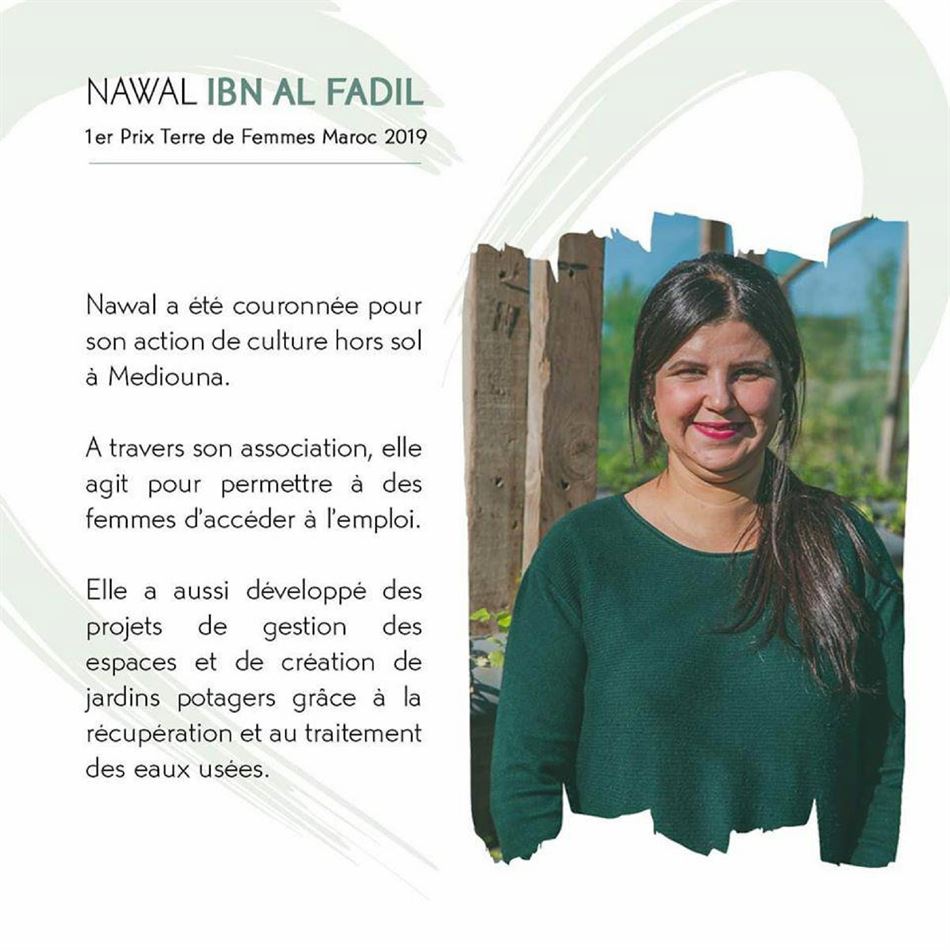 NAWAL IBN AL FADIL
1er Prix Terre de Femmes Maroc 2019
Nawal a été couronnée pour
son action de culture hors sol
à Mediouna.
A travers son association, elle
agit pour permettre à des
femmes d'accéder à l'emploi.
Elle a aussi développé des
projets de gestion des
espaces et de création de
jardins potagers grâce à la
récupération et au traitement
des eaux usées.